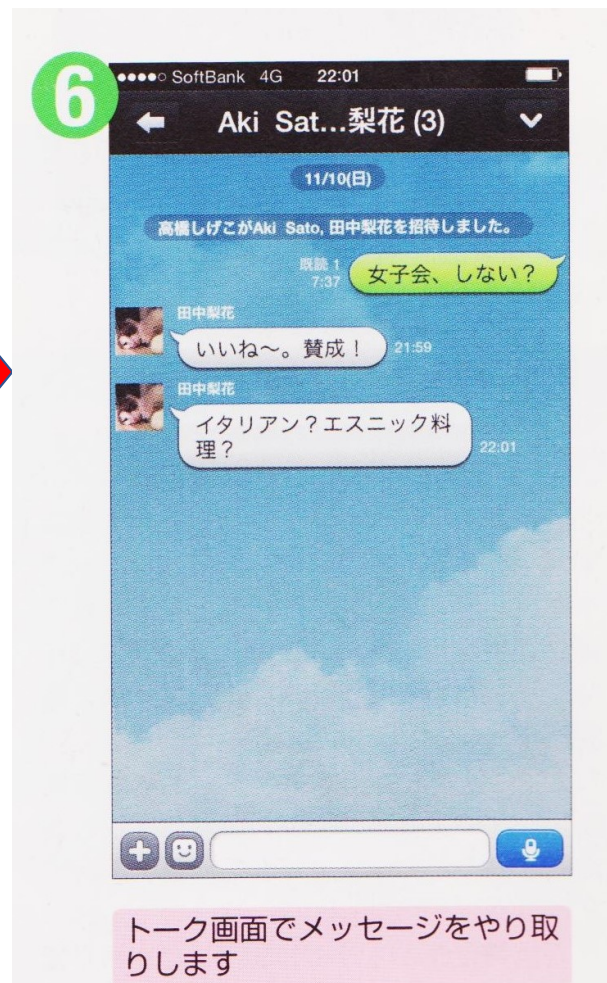 6
SoftBank 4G 22:01
Aki Sat...梨花 (3)
11/10(日)
高橋しげこがAki Sato, 田中梨花を招待しました。
既読 1
7:37
女子会、しない？
田中梨花
いいね〜。賛成！
21:59
田中梨花
イタリアン？エスニック料
理？
22:01
トーク画面でメッセージをやり取
りします